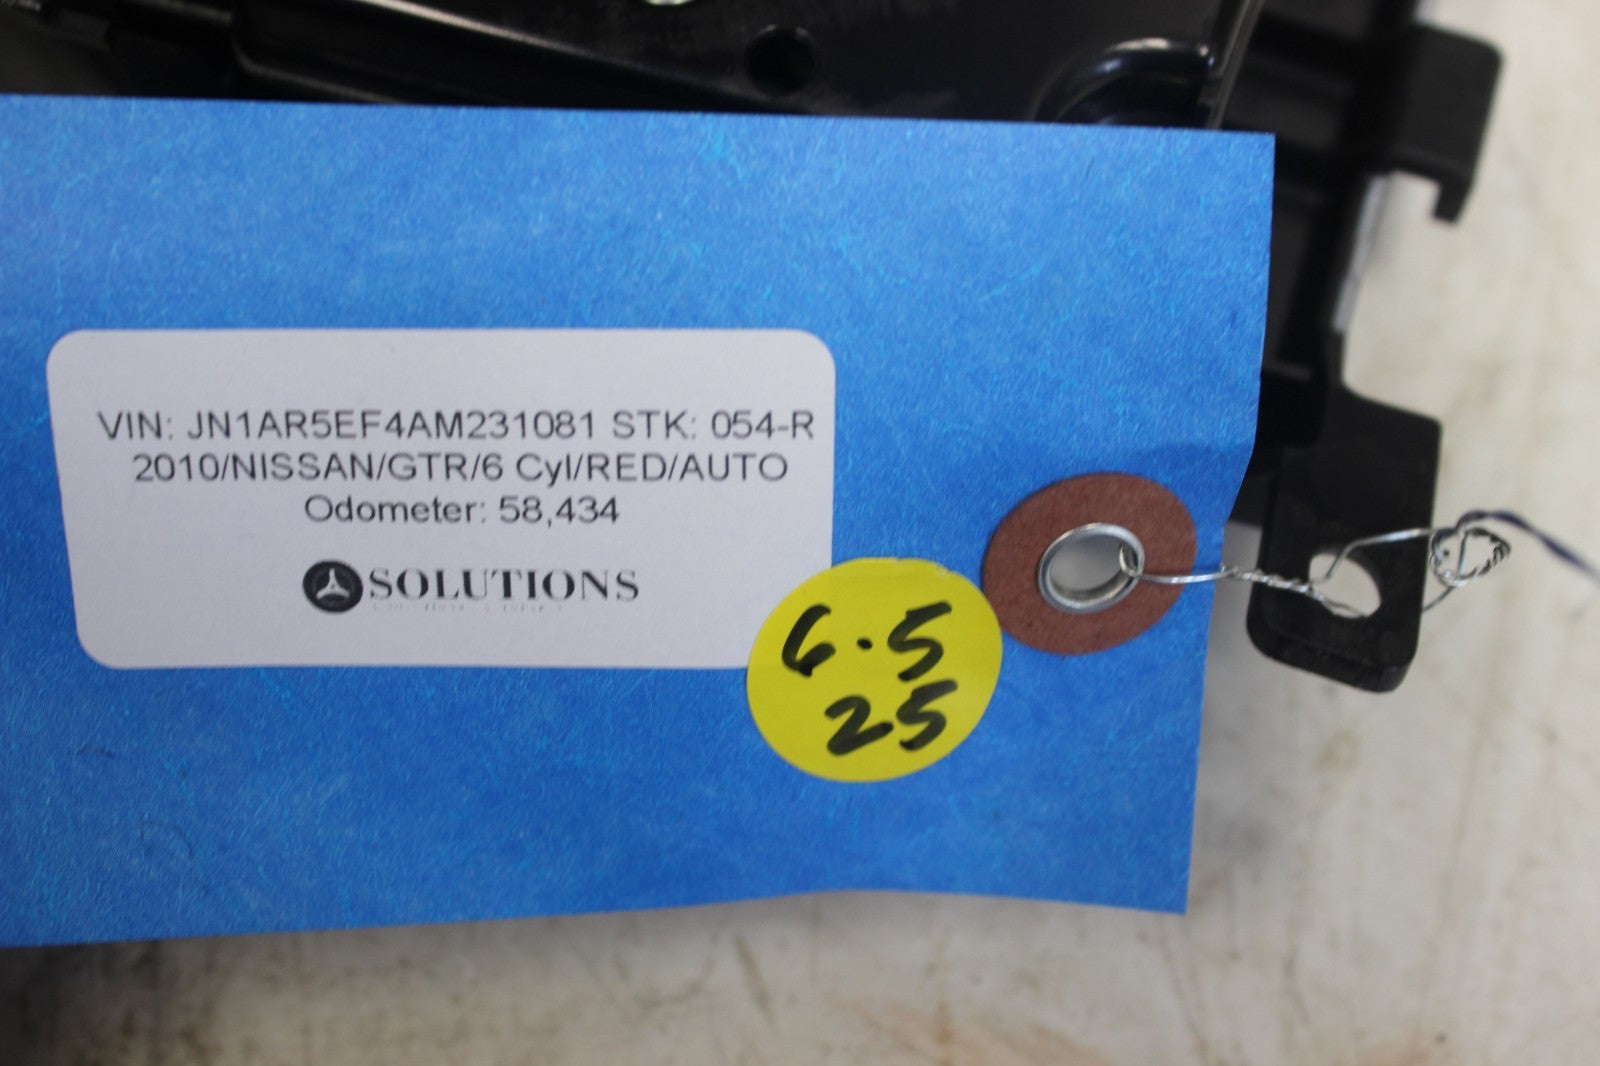 VIN: JN1AR5EF4AM231081 STK: 054-R
2010/NISSAN/GTR/6 Cyl/RED/AUTO
Odometer: 58,434
SOLUTIONS
6.5
25